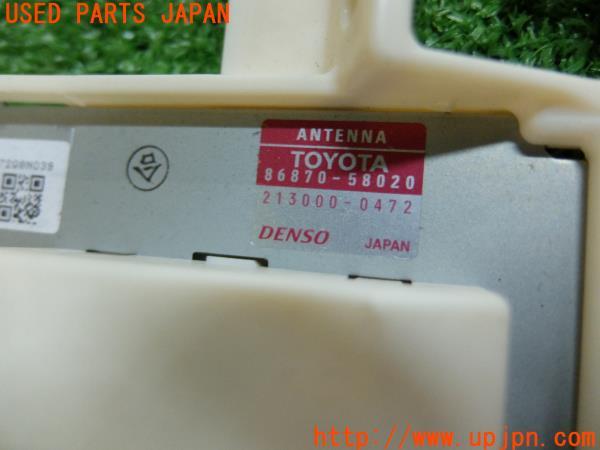 USED PARTS JAPAN
ANTENNA
TOYOTA
86870-58020
213000-0472
DENSO JAPAN
http://www.upjpn.com